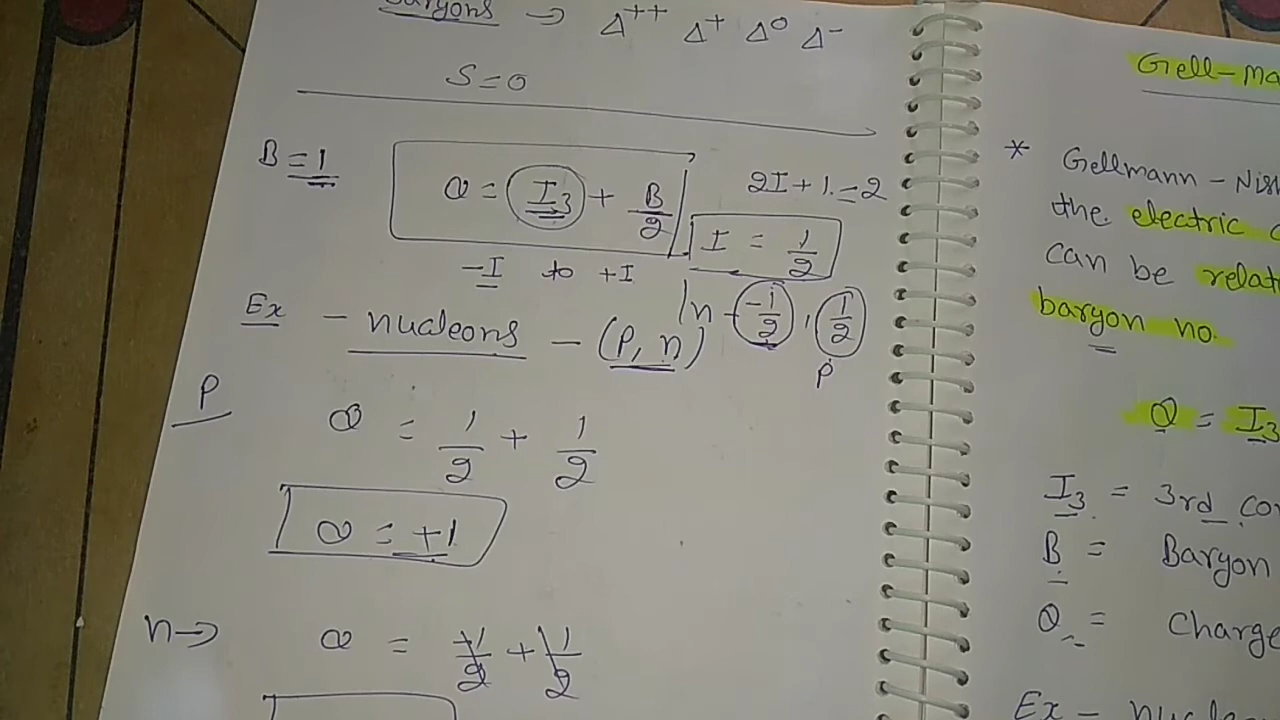 Baryons → Δ⁺⁺ Δ⁺ Δ⁰ Δ⁻
S=0
B=1
Q = I₃ + B/2
2I+1=2
I = 1/2
-I to +I
Ex - nucleons - (P, n)
n -1/2, 1/2
P
P
Q = 1/2 + 1/2
Q = +1
n→ Q = -1/2 + 1/2
Gell-Ma
* Gellmann - Nish
the electric c
can be relat
baryon no.
Q = I₃
I₃ = 3rd co
B = Baryon
Q = Charge
Ex - nucle